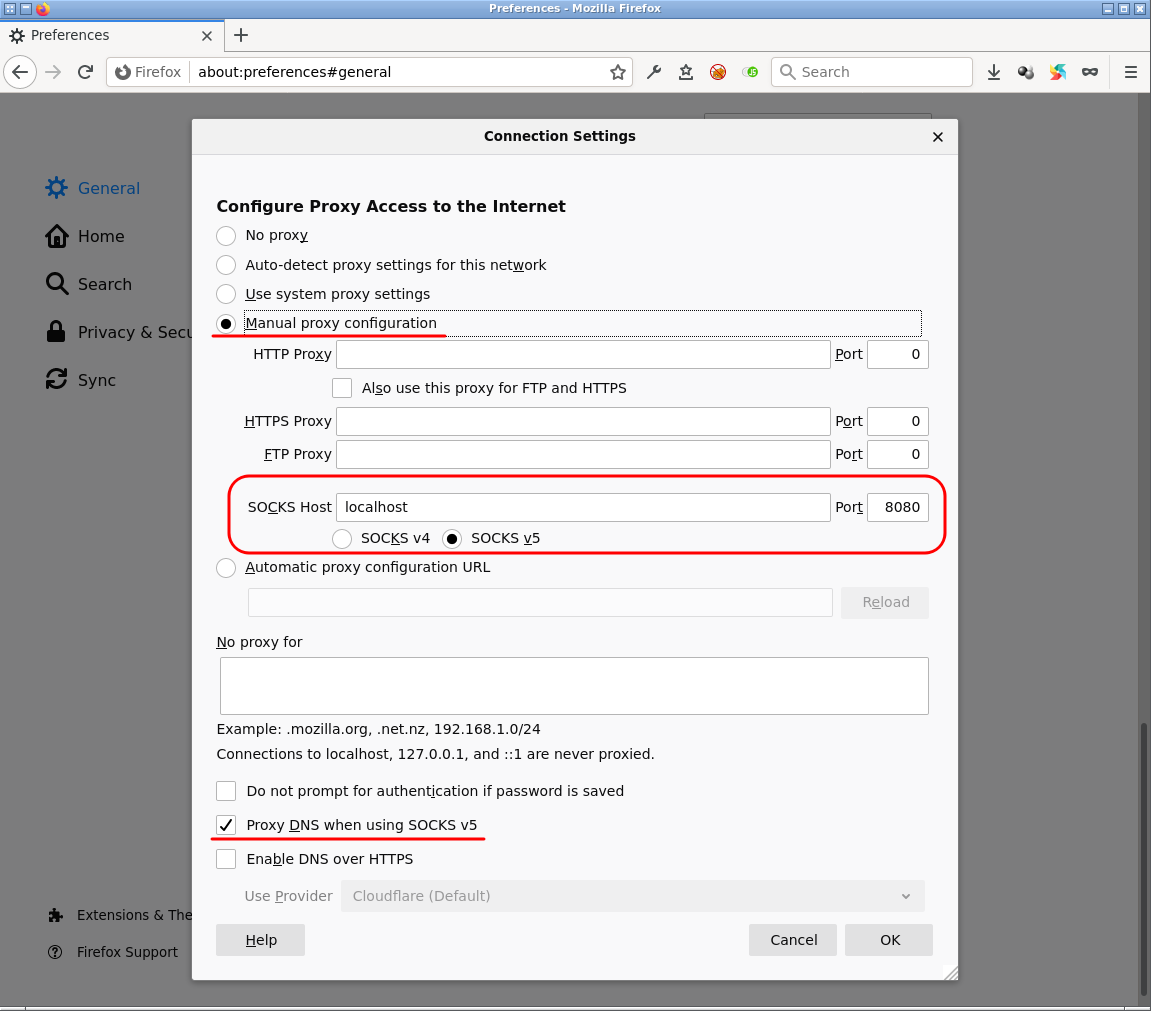 Preferences - Mozilla Firefox
Preferences
Firefox about:preferences#general Search
Connection Settings
General
Home
Search
Privacy & Secu
Sync
Extensions & The
Firefox Support
Configure Proxy Access to the Internet
No proxy
Auto-detect proxy settings for this network
Use system proxy settings
Manual proxy configuration
HTTP Proxy Port 0
Also use this proxy for FTP and HTTPS
HTTPS Proxy Port 0
FTP Proxy Port 0
SOCKS Host localhost Port 8080
SOCKS v4 SOCKS v5
Automatic proxy configuration URL
Reload
No proxy for
Example: .mozilla.org, .net.nz, 192.168.1.0/24
Connections to localhost, 127.0.0.1, and ::1 are never proxied.
Do not prompt for authentication if password is saved
Proxy DNS when using SOCKS v5
Enable DNS over HTTPS
Use Provider Cloudflare (Default)
Help Cancel OK